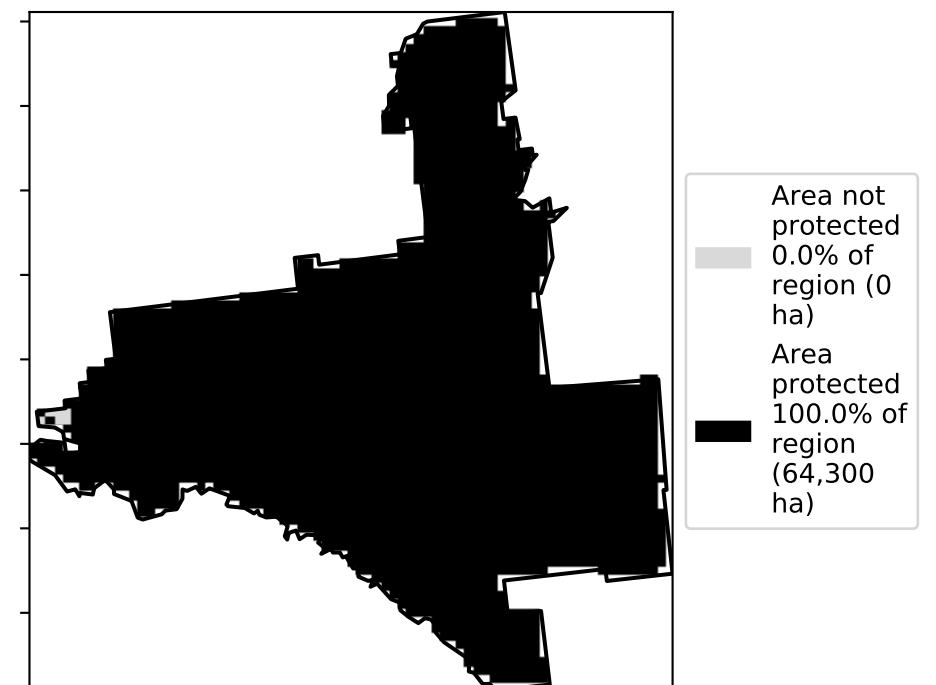 Area not
protected
0.0% of
region (0
ha)
Area
protected
100.0% of
region
(64,300
ha)